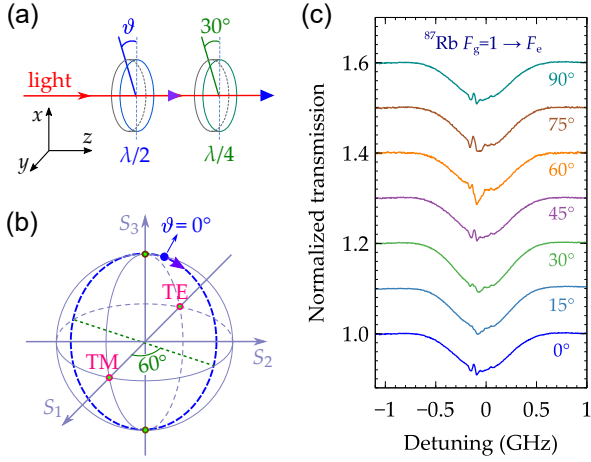 (a)
ϑ
30°
light
x
z
y
λ/2
λ/4
(b)
S₃
ϑ = 0°
TE
TM
60°
S₂
S₁
(c)
⁸⁷Rb F_g=1 → F_e
Normalized transmission
1.6
1.4
1.2
1.0
90°
75°
60°
45°
30°
15°
0°
−1 −0.5 0 0.5 1
Detuning (GHz)